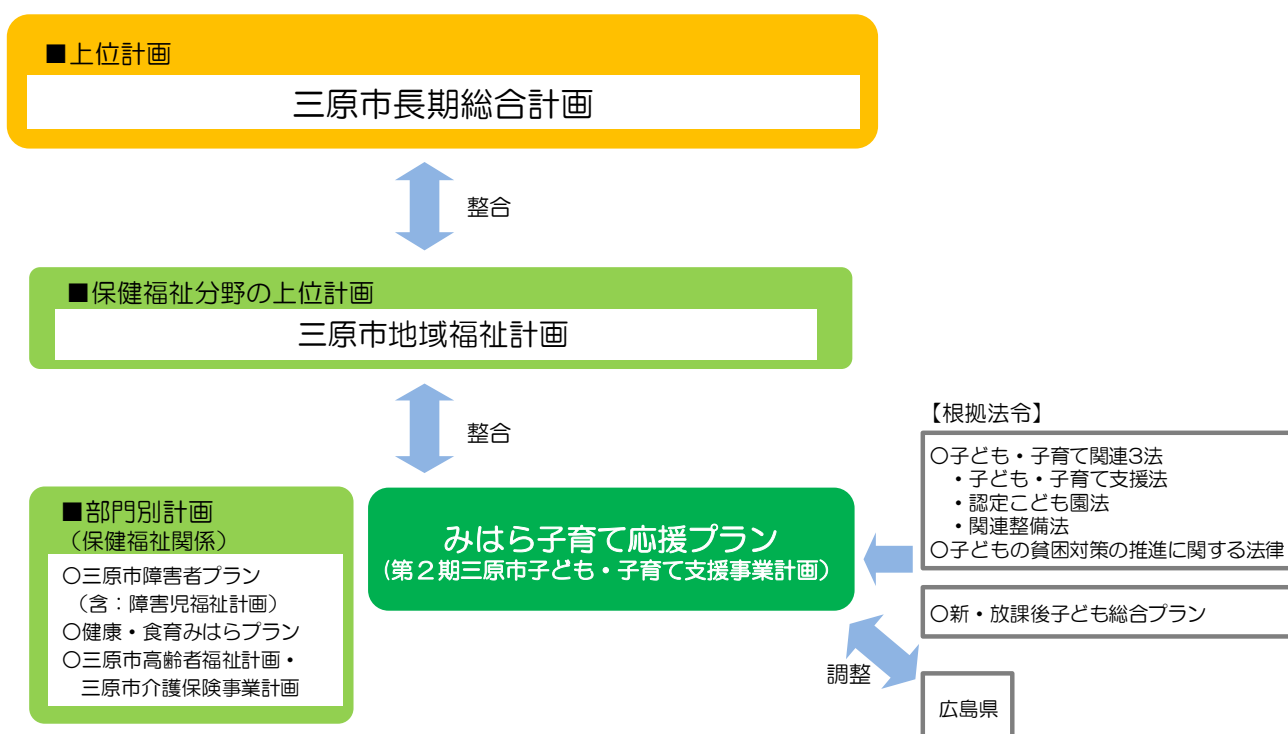 ■上位計画
三原市長期総合計画
整合
■保健福祉分野の上位計画
三原市地域福祉計画
整合
■部門別計画
（保健福祉関係）
〇三原市障害者プラン
（含：障害児福祉計画）
〇健康・食育みはらプラン
〇三原市高齢者福祉計画・
三原市介護保険事業計画
みはら子育て応援プラン
（第２期三原市子ども・子育て支援事業計画）
【根拠法令】
〇子ども・子育て関連3法
・子ども・子育て支援法
・認定こども園法
・関連整備法
〇子どもの貧困対策の推進に関する法律
〇新・放課後子ども総合プラン
調整
広島県